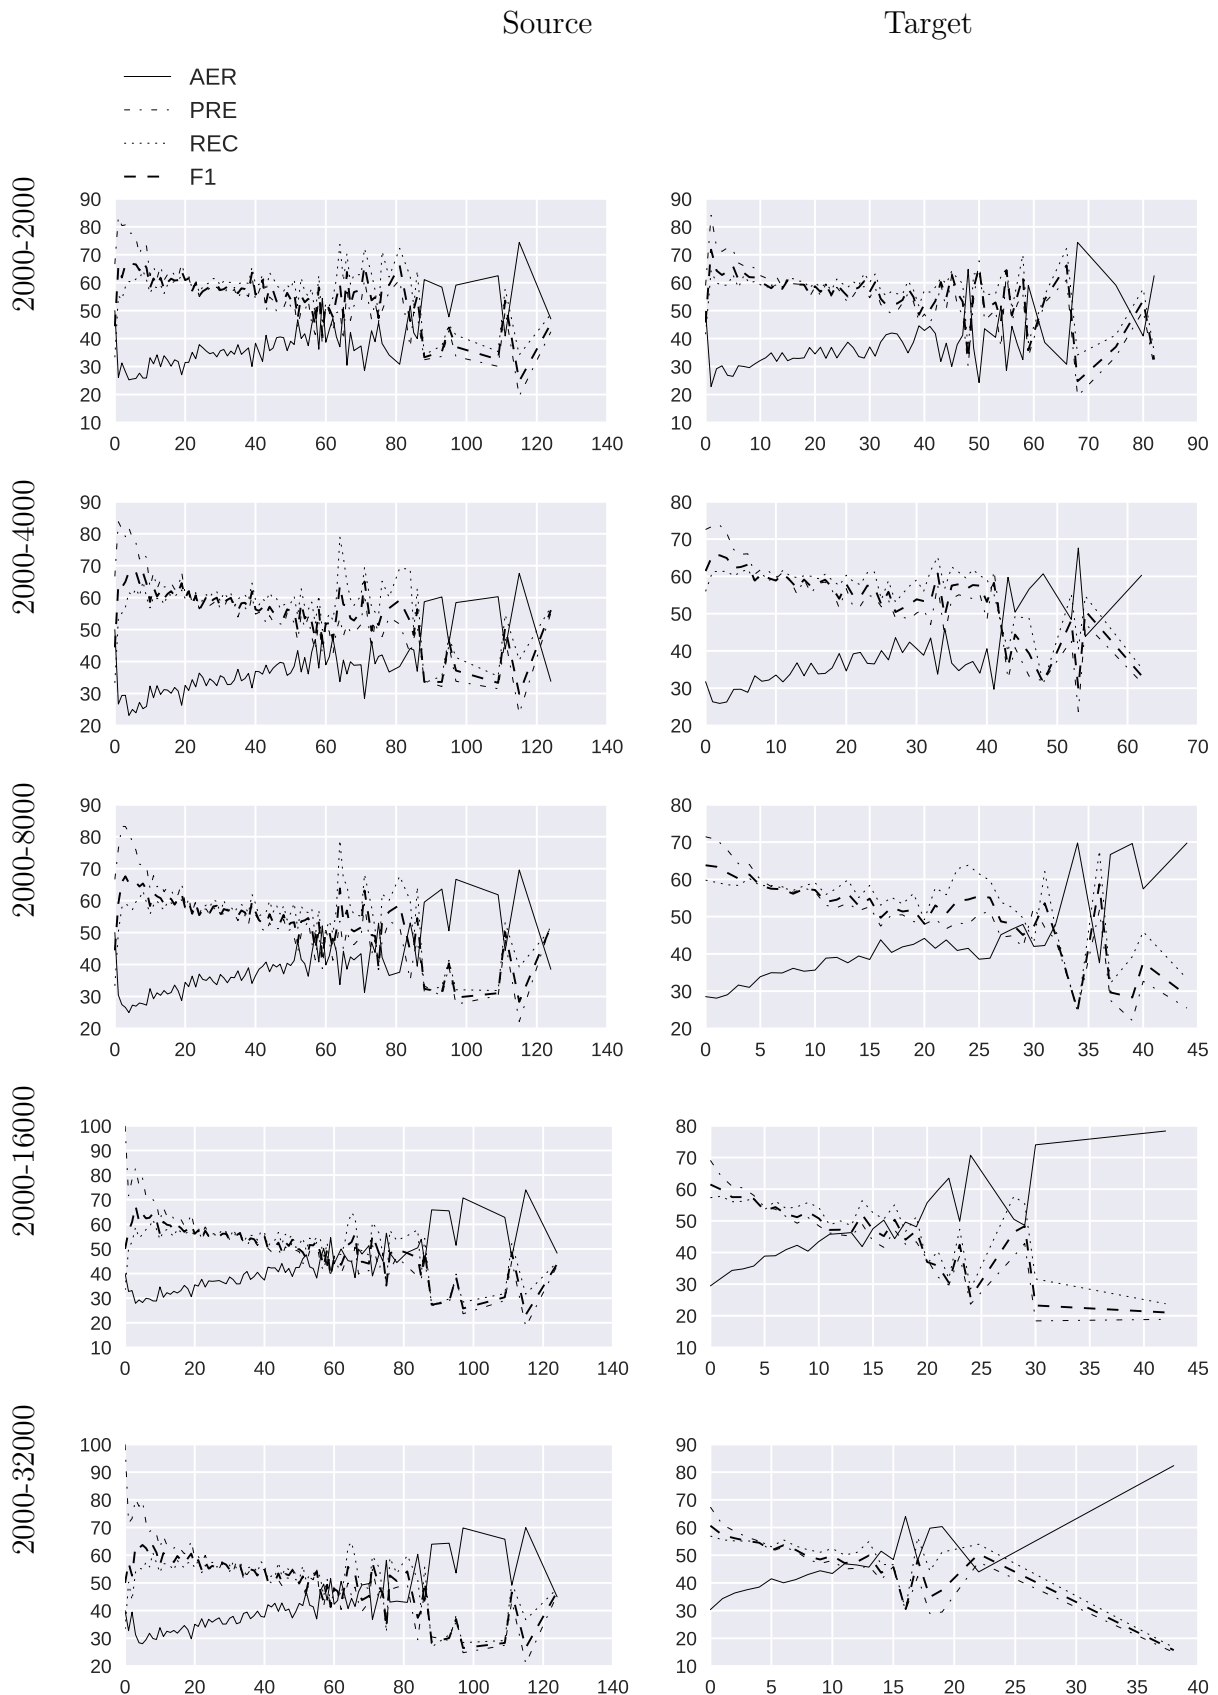 Source Target
AER
PRE
REC
F1
2000-2000
90 80 70 60 50 40 30 20 10
0 20 40 60 80 100 120 140
90 80 70 60 50 40 30 20 10
0 10 20 30 40 50 60 70 80 90
2000-4000
90 80 70 60 50 40 30 20
0 20 40 60 80 100 120 140
80 70 60 50 40 30 20
0 10 20 30 40 50 60 70
2000-8000
90 80 70 60 50 40 30 20
0 20 40 60 80 100 120 140
80 70 60 50 40 30 20
0 5 10 15 20 25 30 35 40 45
2000-16000
100 90 80 70 60 50 40 30 20 10
0 20 40 60 80 100 120 140
80 70 60 50 40 30 20 10
0 5 10 15 20 25 30 35 40 45
2000-32000
100 90 80 70 60 50 40 30 20
0 20 40 60 80 100 120 140
90 80 70 60 50 40 30 20 10
0 5 10 15 20 25 30 35 40